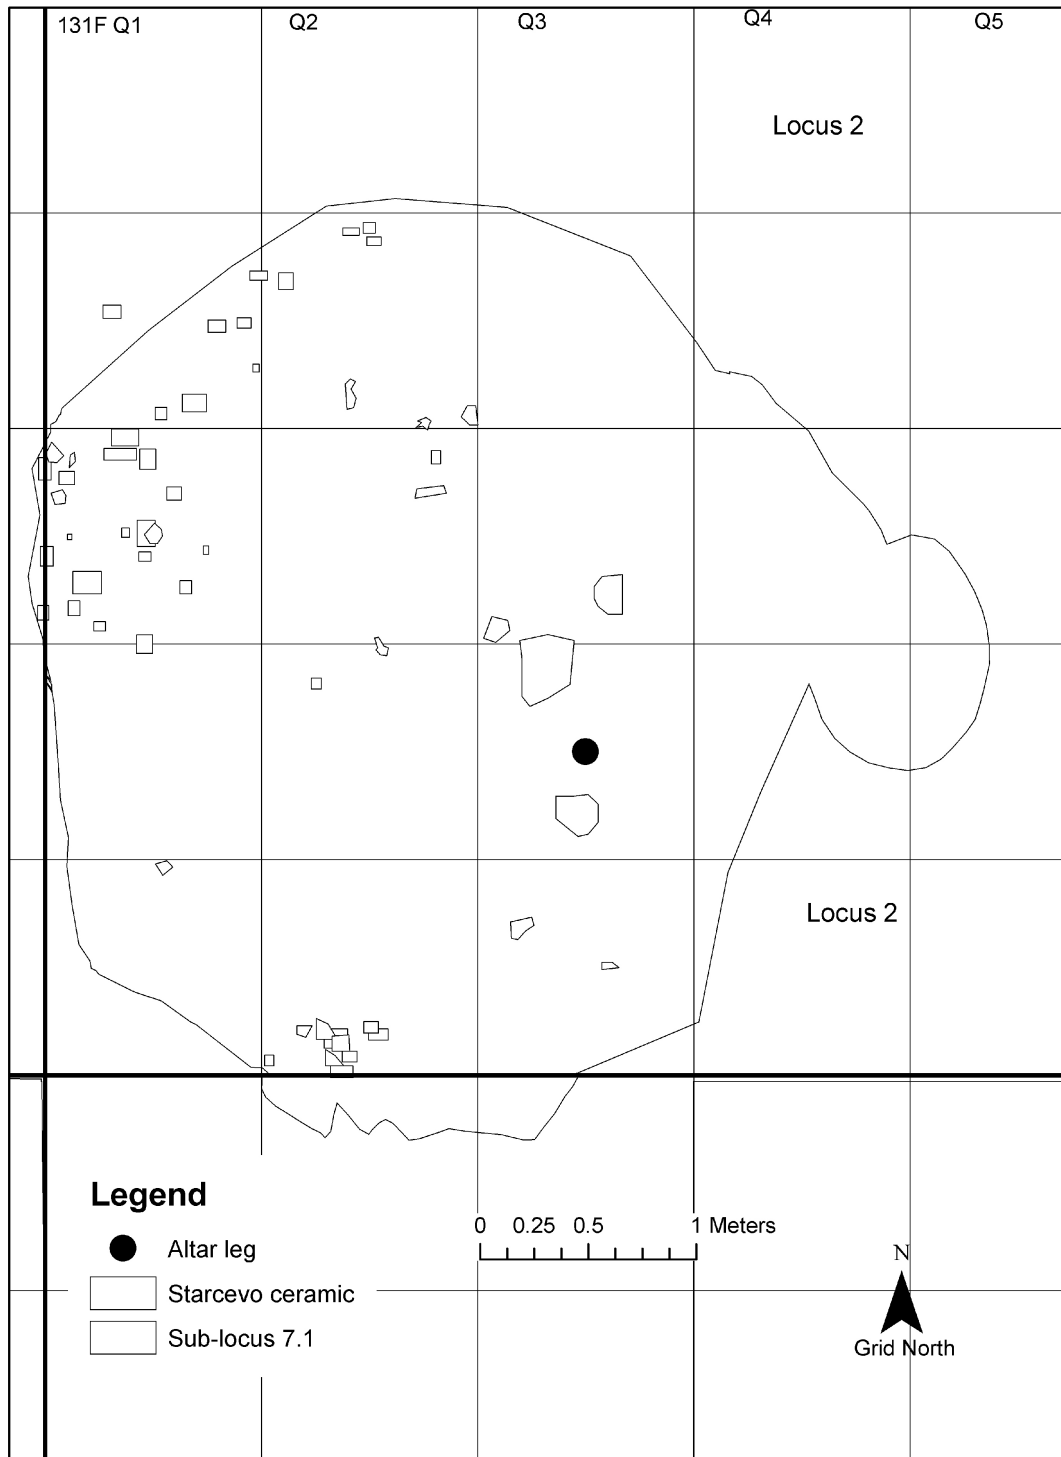 131F Q1 Q2 Q3 Q4 Q5
Locus 2
Locus 2
Legend
Altar leg
Starcevo ceramic
Sub-locus 7.1
0 0.25 0.5 1 Meters
N
Grid North